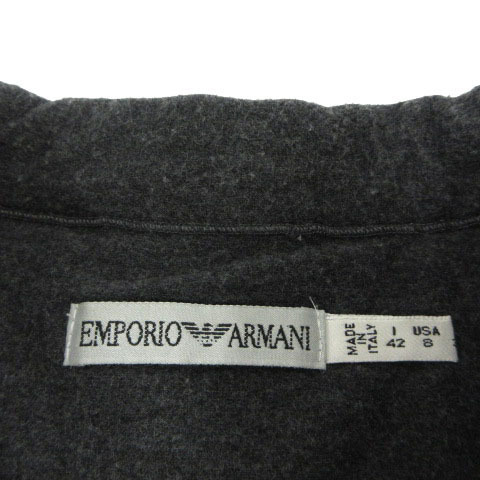 EMPORIO ARMANI
MADE
IN
ITALY
I USA
42 8